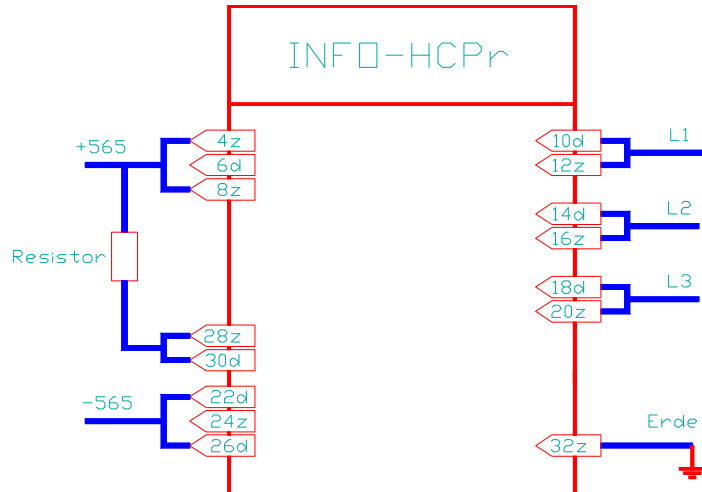 INFO-HCPr
+565
4z
6d
8z
Resistor
28z
30d
-565
22d
24z
26d
10d
12z
L1
14d
16z
L2
18d
20z
L3
Erde
32z